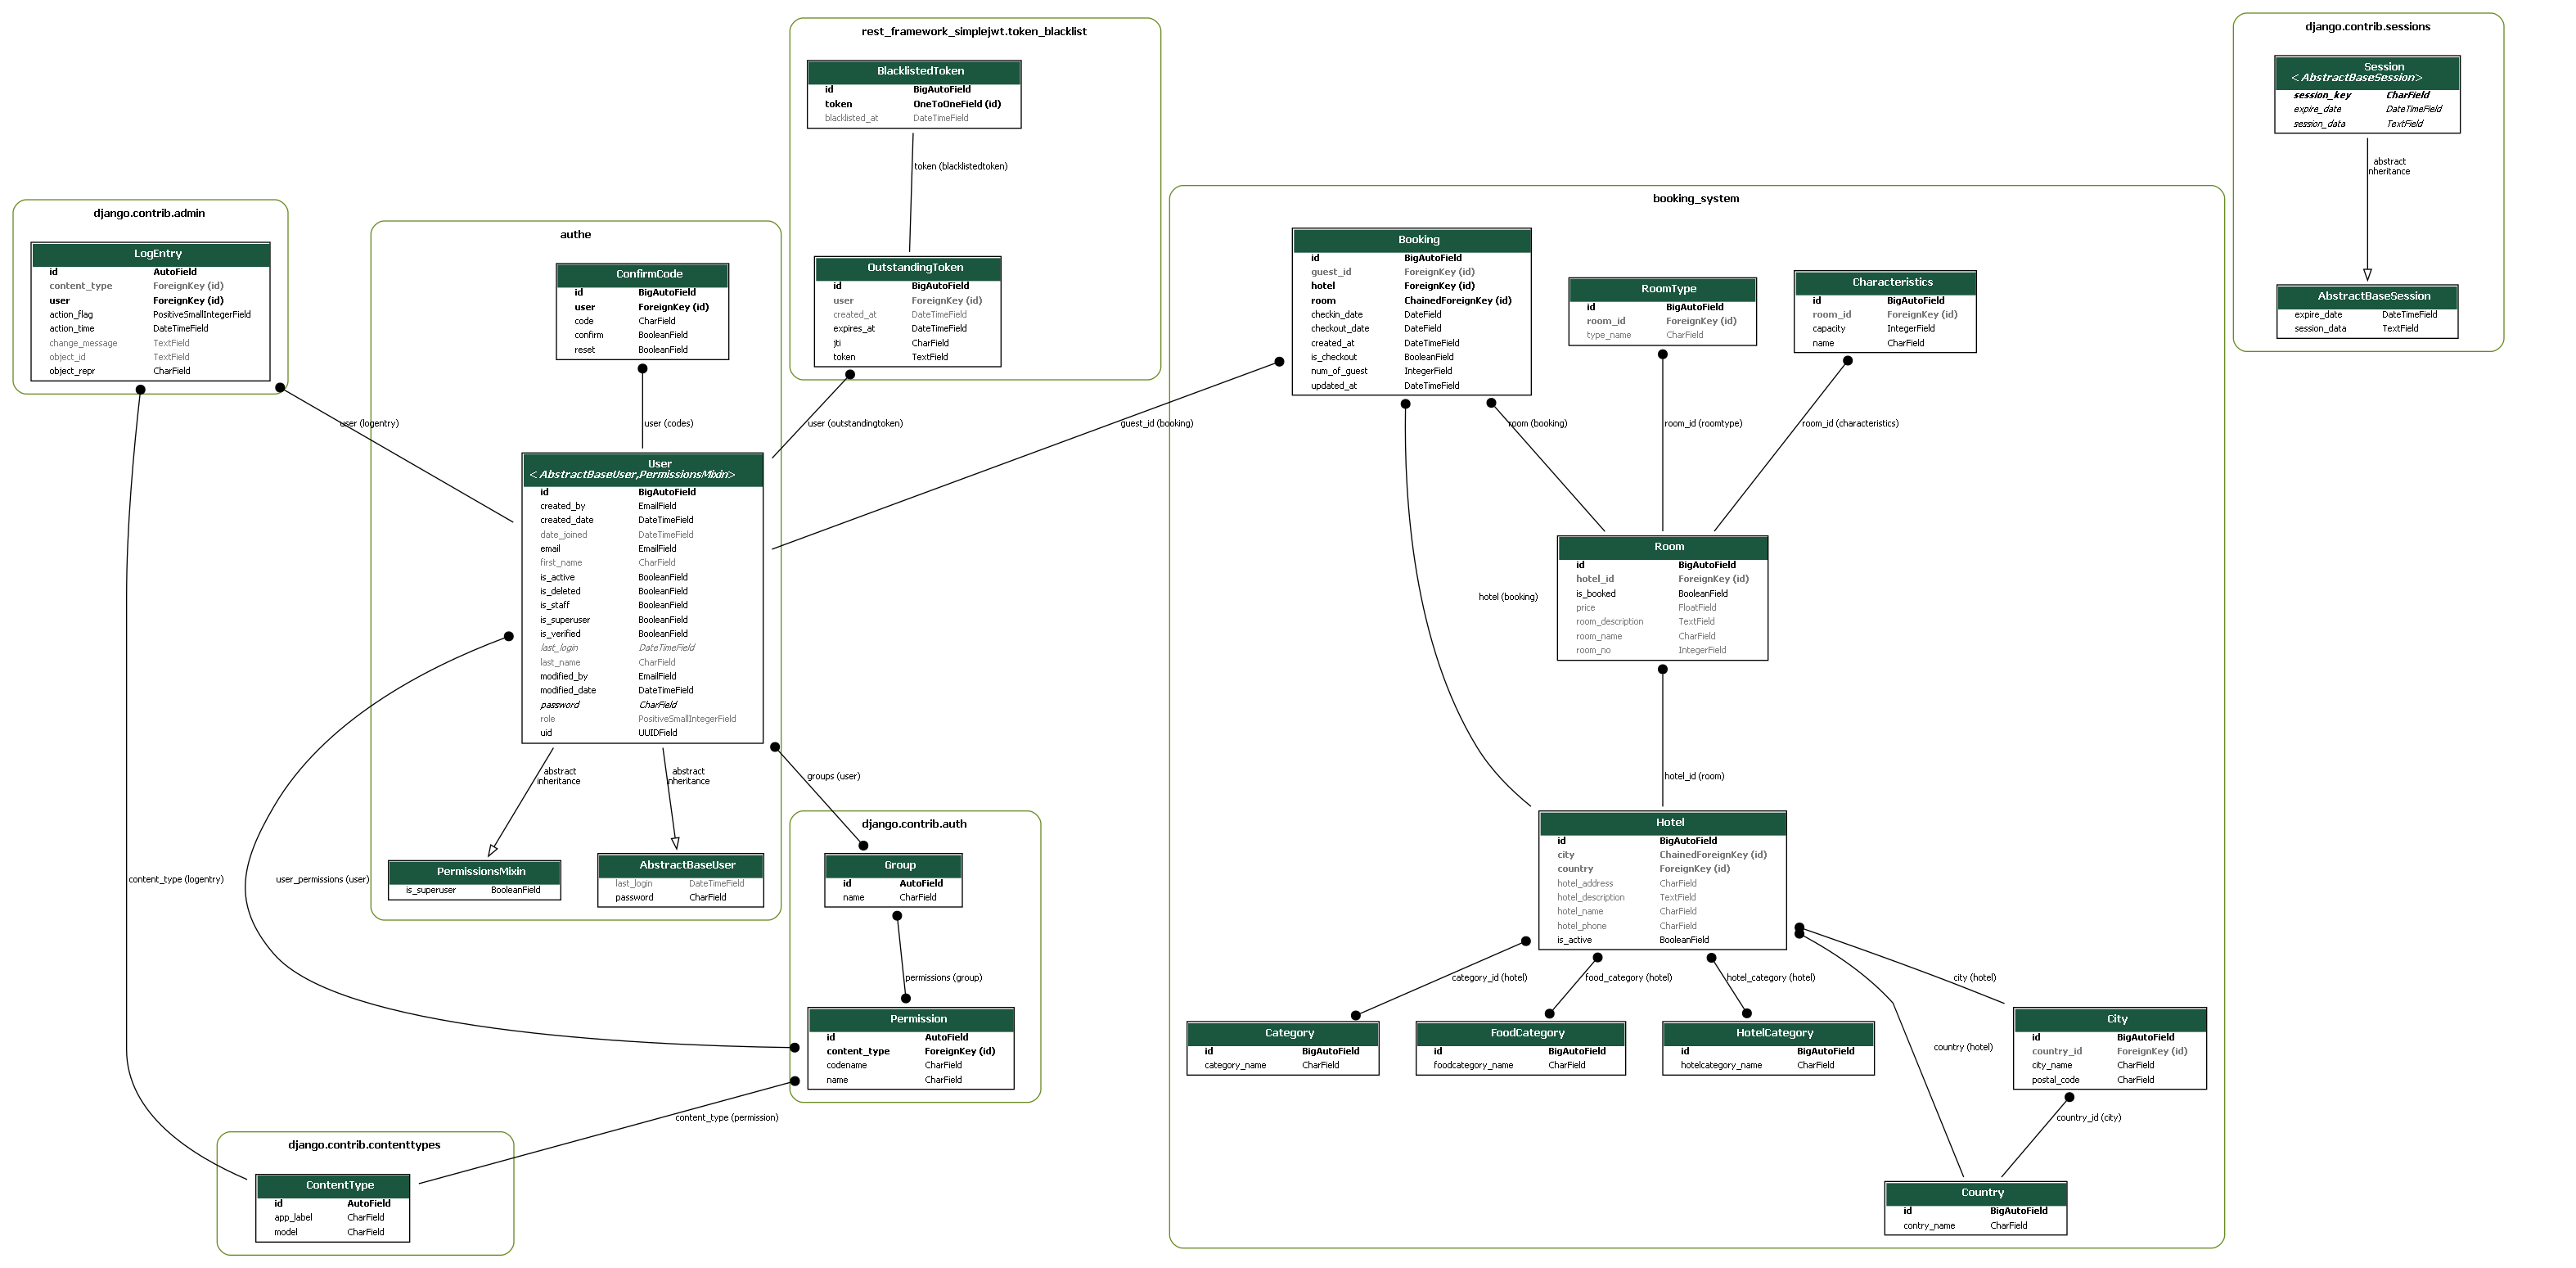 rest_framework_simplejwt.token_blacklist
BlacklistedToken
id BigAutoField
token OneToOneField (id)
blacklisted_at DateTimeField
token (blacklistedtoken)
OutstandingToken
id BigAutoField
user ForeignKey (id)
created_at DateTimeField
expires_at DateTimeField
jti CharField
token TextField
user (outstandingtoken)
django.contrib.sessions
Session
<AbstractBaseSession>
session_key CharField
expire_date DateTimeField
session_data TextField
abstract
inheritance
AbstractBaseSession
expire_date DateTimeField
session_data TextField
django.contrib.admin
LogEntry
id AutoField
content_type ForeignKey (id)
user ForeignKey (id)
action_flag PositiveSmallIntegerField
action_time DateTimeField
change_message TextField
object_id TextField
object_repr CharField
user (logentry)
content_type (logentry)
authe
ConfirmCode
id BigAutoField
user ForeignKey (id)
code CharField
confirm BooleanField
reset BooleanField
user (codes)
User
<AbstractBaseUser,PermissionsMixin>
id BigAutoField
created_by EmailField
created_date DateTimeField
date_joined DateTimeField
email EmailField
first_name CharField
is_active BooleanField
is_deleted BooleanField
is_staff BooleanField
is_superuser BooleanField
is_verified BooleanField
last_login DateTimeField
last_name CharField
modified_by EmailField
modified_date DateTimeField
password CharField
role PositiveSmallIntegerField
uid UUIDField
abstract
inheritance
abstract
inheritance
groups (user)
user_permissions (user)
PermissionsMixin
is_superuser BooleanField
AbstractBaseUser
last_login DateTimeField
password CharField
django.contrib.auth
Group
id AutoField
name CharField
permissions (group)
Permission
id AutoField
content_type ForeignKey (id)
codename CharField
name CharField
content_type (permission)
django.contrib.contenttypes
ContentType
id AutoField
app_label CharField
model CharField
booking_system
Booking
id BigAutoField
guest_id ForeignKey (id)
hotel ForeignKey (id)
room ChainedForeignKey (id)
checkin_date DateField
checkout_date DateField
created_at DateTimeField
is_checkout BooleanField
num_of_guest IntegerField
updated_at DateTimeField
RoomType
id BigAutoField
room_id ForeignKey (id)
type_name CharField
Characteristics
id BigAutoField
room_id ForeignKey (id)
capacity IntegerField
name CharField
guest_id (booking)
room (booking)
room_id (roomtype)
room_id (characteristics)
Room
id BigAutoField
hotel_id ForeignKey (id)
is_booked BooleanField
price FloatField
room_description TextField
room_name CharField
room_no IntegerField
hotel (booking)
hotel_id (room)
Hotel
id BigAutoField
city ChainedForeignKey (id)
country ForeignKey (id)
hotel_address CharField
hotel_description TextField
hotel_name CharField
hotel_phone CharField
is_active BooleanField
category_id (hotel)
food_category (hotel)
hotel_category (hotel)
city (hotel)
country (hotel)
Category
id BigAutoField
category_name CharField
FoodCategory
id BigAutoField
foodcategory_name CharField
HotelCategory
id BigAutoField
hotelcategory_name CharField
City
id BigAutoField
country_id ForeignKey (id)
city_name CharField
postal_code CharField
country_id (city)
Country
id BigAutoField
contry_name CharField